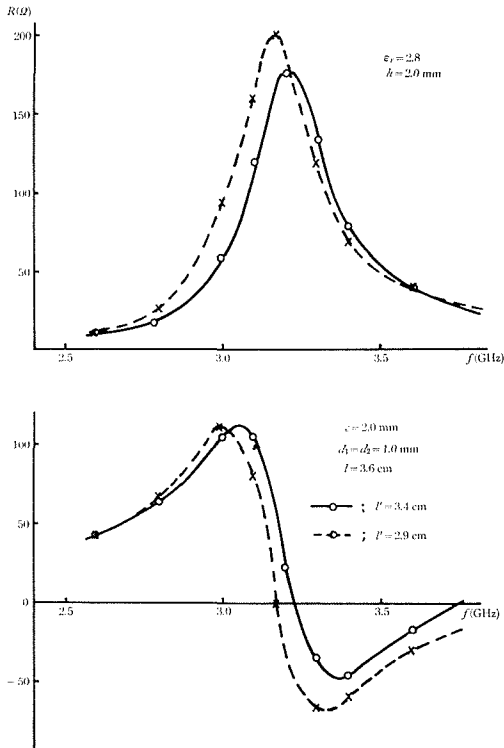 R(Ω)
200
εr=2.8
h=2.0 mm
150
100
50
2.5
3.0
3.5
f(GHz)
100
c=2.0 mm
d1=d2=1.0 mm
l=3.6 cm
; l'=3.4 cm
50
; l'=2.9 cm
0
2.5
3.0
3.5
f(GHz)
-50